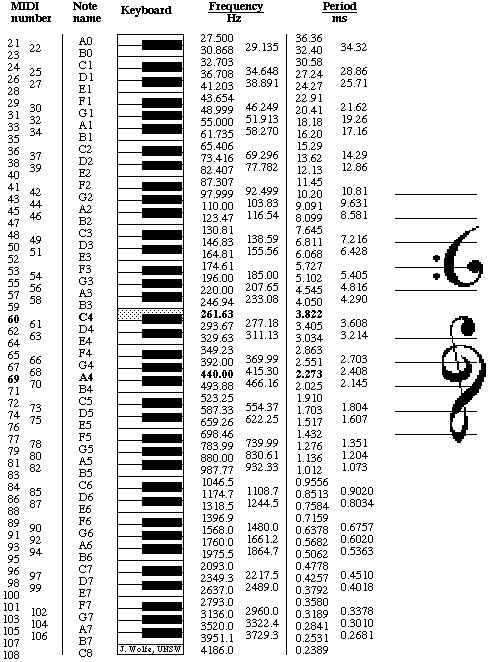 MIDI number Note name Keyboard Frequency Hz Period ms
21 A0 27.500 36.36
22 29.135 34.32
23 B0 30.868 32.40
24 C1 32.703 30.58
25 34.648 28.86
26 D1 36.708 27.24
27 38.891 25.71
28 E1 41.203 24.27
29 F1 43.654 22.91
30 46.249 21.62
31 G1 48.999 20.41
32 51.913 19.26
33 A1 55.000 18.18
34 58.270 17.16
35 B1 61.735 16.20
36 C2 65.406 15.29
37 69.296 14.29
38 D2 73.416 13.62
39 77.782 12.86
40 E2 82.407 12.13
41 F2 87.307 11.45
42 92.499 10.81
43 G2 97.999 10.20
44 103.83 9.631
45 A2 110.00 9.091
46 116.54 8.581
47 B2 123.47 8.099
48 C3 130.81 7.645
49 138.59 7.216
50 D3 146.83 6.811
51 155.56 6.428
52 E3 164.81 6.068
53 F3 174.61 5.727
54 185.00 5.405
55 G3 196.00 5.102
56 207.65 4.816
57 A3 220.00 4.545
58 233.08 4.290
59 B3 246.94 4.050
60 C4 261.63 3.822
61 277.18 3.608
62 D4 293.67 3.405
63 311.13 3.214
64 E4 329.63 3.034
65 F4 349.23 2.863
66 369.99 2.703
67 G4 392.00 2.551
68 415.30 2.408
69 A4 440.00 2.273
70 466.16 2.145
71 B4 493.88 2.025
72 C5 523.25 1.910
73 554.37 1.804
74 D5 587.33 1.703
75 622.25 1.607
76 E5 659.26 1.517
77 F5 698.46 1.432
78 739.99 1.351
79 G5 783.99 1.276
80 830.61 1.204
81 A5 880.00 1.136
82 932.33 1.073
83 B5 987.77 1.012
84 C6 1046.5 0.9556
85 1108.7 0.9020
86 D6 1174.7 0.8513
87 1244.5 0.8034
88 E6 1318.5 0.7584
89 F6 1396.9 0.7159
90 1480.0 0.6757
91 G6 1568.0 0.6378
92 1661.2 0.6020
93 A6 1760.0 0.5682
94 1864.7 0.5363
95 B6 1975.5 0.5062
96 C7 2093.0 0.4778
97 2217.5 0.4510
98 D7 2349.3 0.4257
99 2489.0 0.4018
100 E7 2637.0 0.3792
101 F7 2793.0 0.3580
102 2960.0 0.3378
103 G7 3136.0 0.3189
104 3322.4 0.3010
105 A7 3520.0 0.2841
106 3729.3 0.2681
107 B7 3951.1 0.2531
108 C8 J. Wolfe, UNSW 4186.0 0.2389